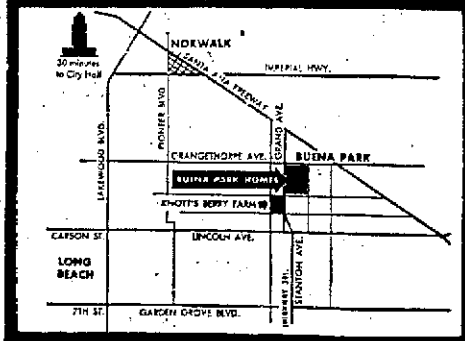 NORWALK
30 minutes
to City Hall
SANTA ANA FREEWAY
IMPERIAL HWY.
LAKEWOOD BLVD.
PIONEER BLVD.
GRAND AVE.
ORANGETHORPE AVE.
BUENA PARK
BUENA PARK HOMES
KNOTT'S BERRY FARM
CARSON ST.
LINCOLN AVE.
LONG
BEACH
HIGHWAY 39
STANTON AVE.
7TH ST.
GARDEN GROVE BLVD.